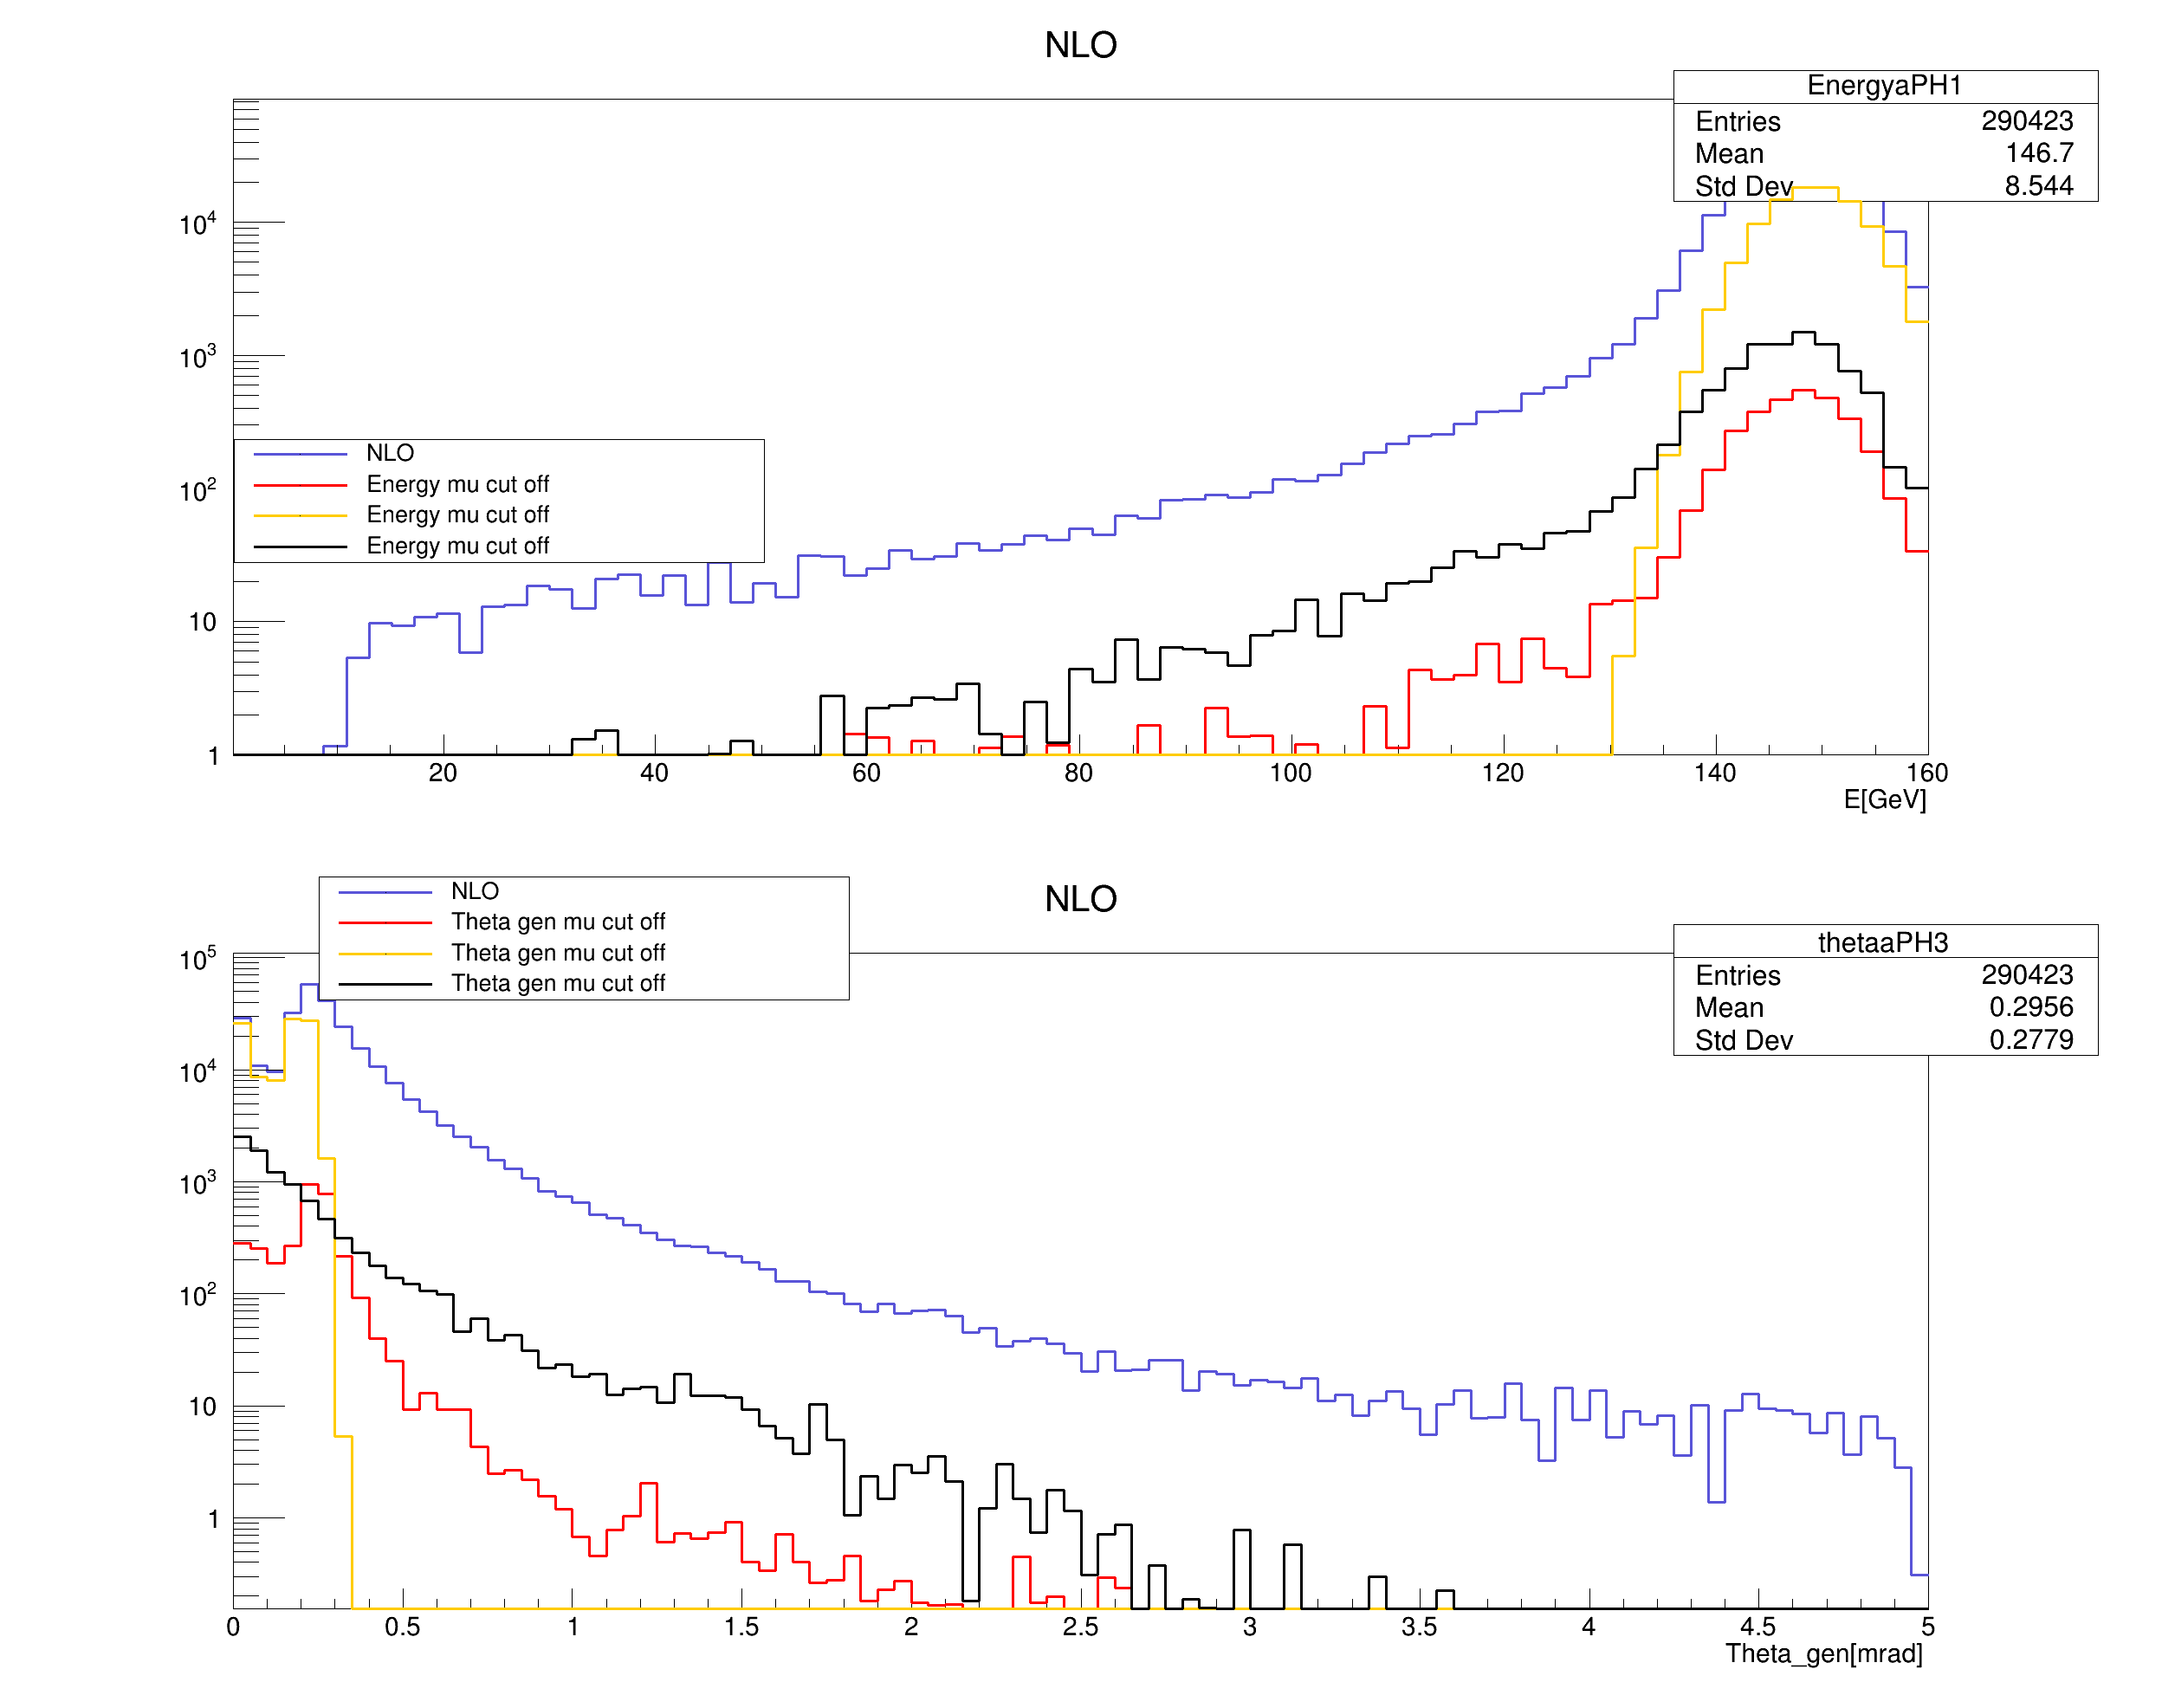 NLO
EnergyaPH1
Entries 290423
Mean 146.7
Std Dev 8.544
10^4
10^3
10^2
10
1
NLO
Energy mu cut off
Energy mu cut off
Energy mu cut off
20 40 60 80 100 120 140 160
E[GeV]
NLO
NLO
Theta gen mu cut off
Theta gen mu cut off
Theta gen mu cut off
thetaaPH3
Entries 290423
Mean 0.2956
Std Dev 0.2779
10^5
10^4
10^3
10^2
10
1
0 0.5 1 1.5 2 2.5 3 3.5 4 4.5 5
Theta_gen[mrad]